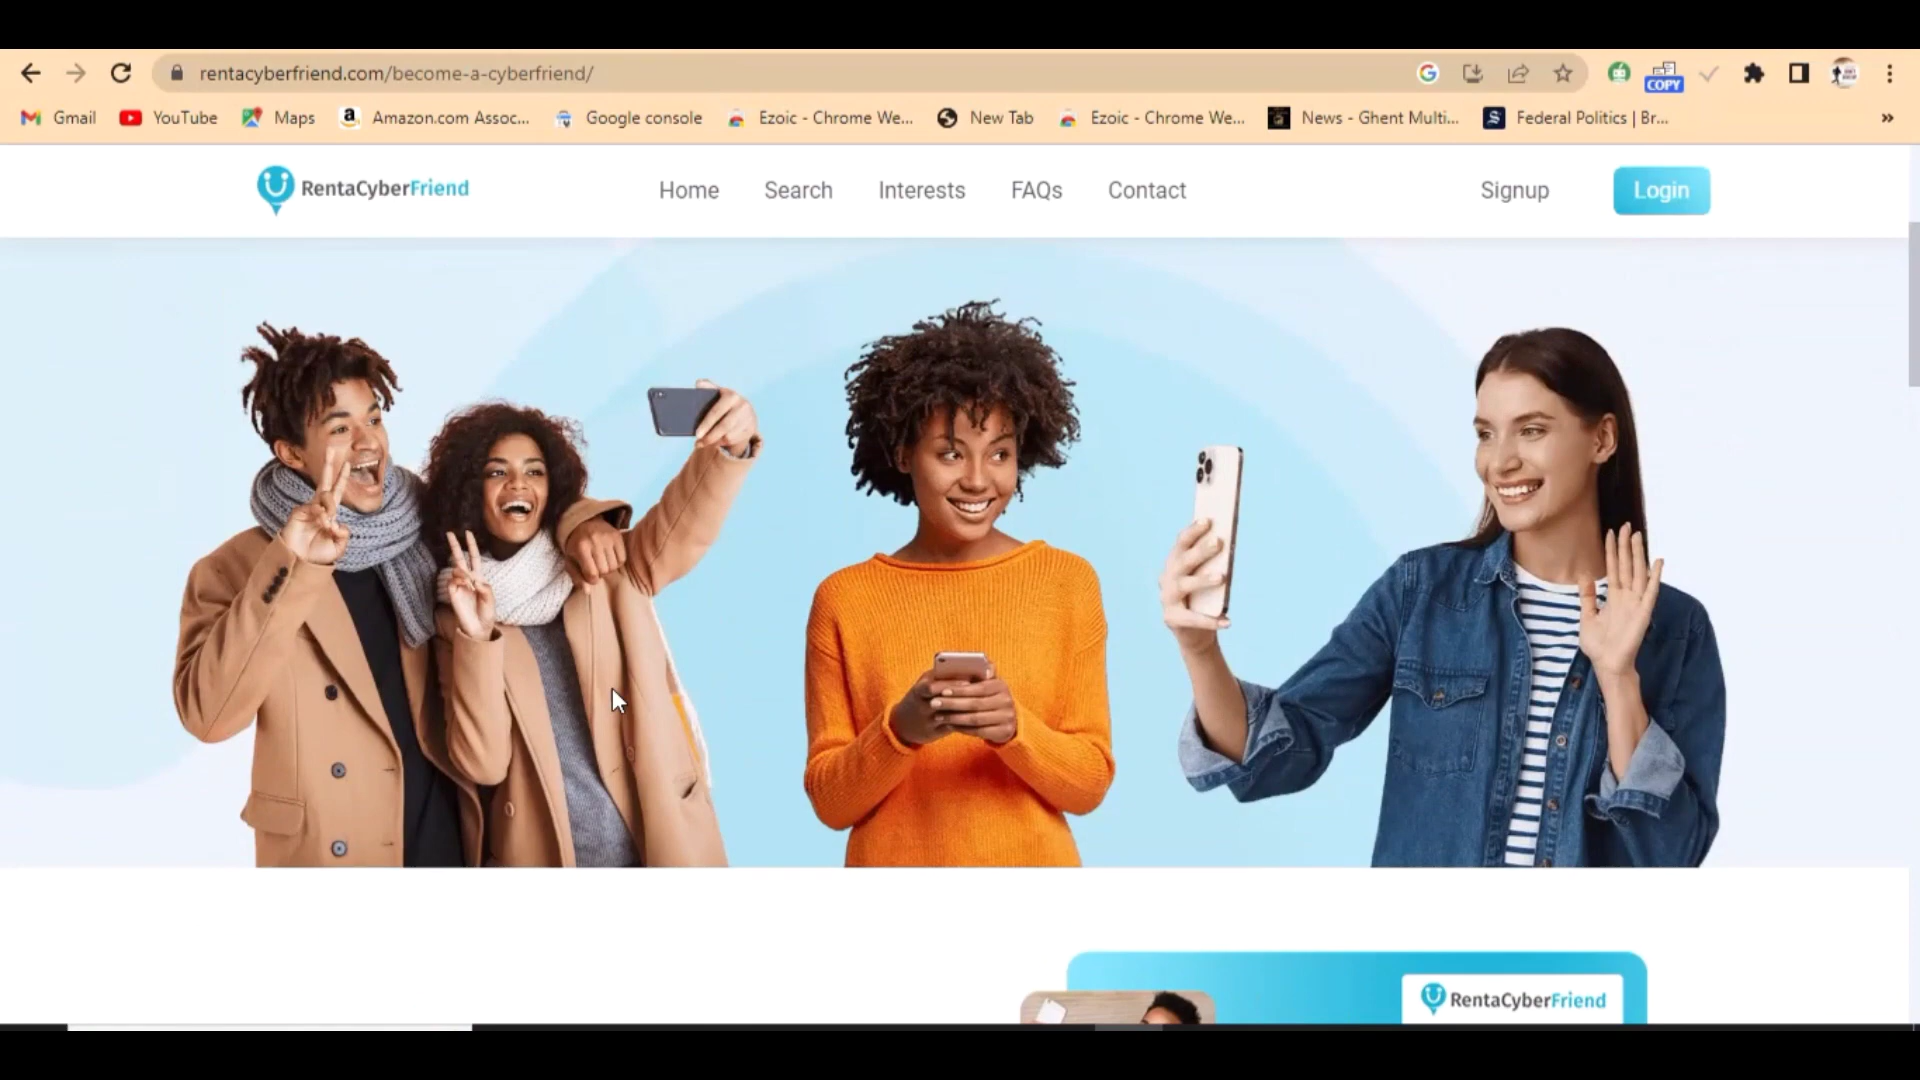 rentacyberfriend.com/become-a-cyberfriend/
COPY
Gmail YouTube Maps Amazon.com Assoc... Google console Ezoic - Chrome We... New Tab Ezoic - Chrome We... News - Ghent Multi... Federal Politics | Br... »
RentaCyberFriend Home Search Interests FAQs Contact Signup Login
RentaCyberFriend